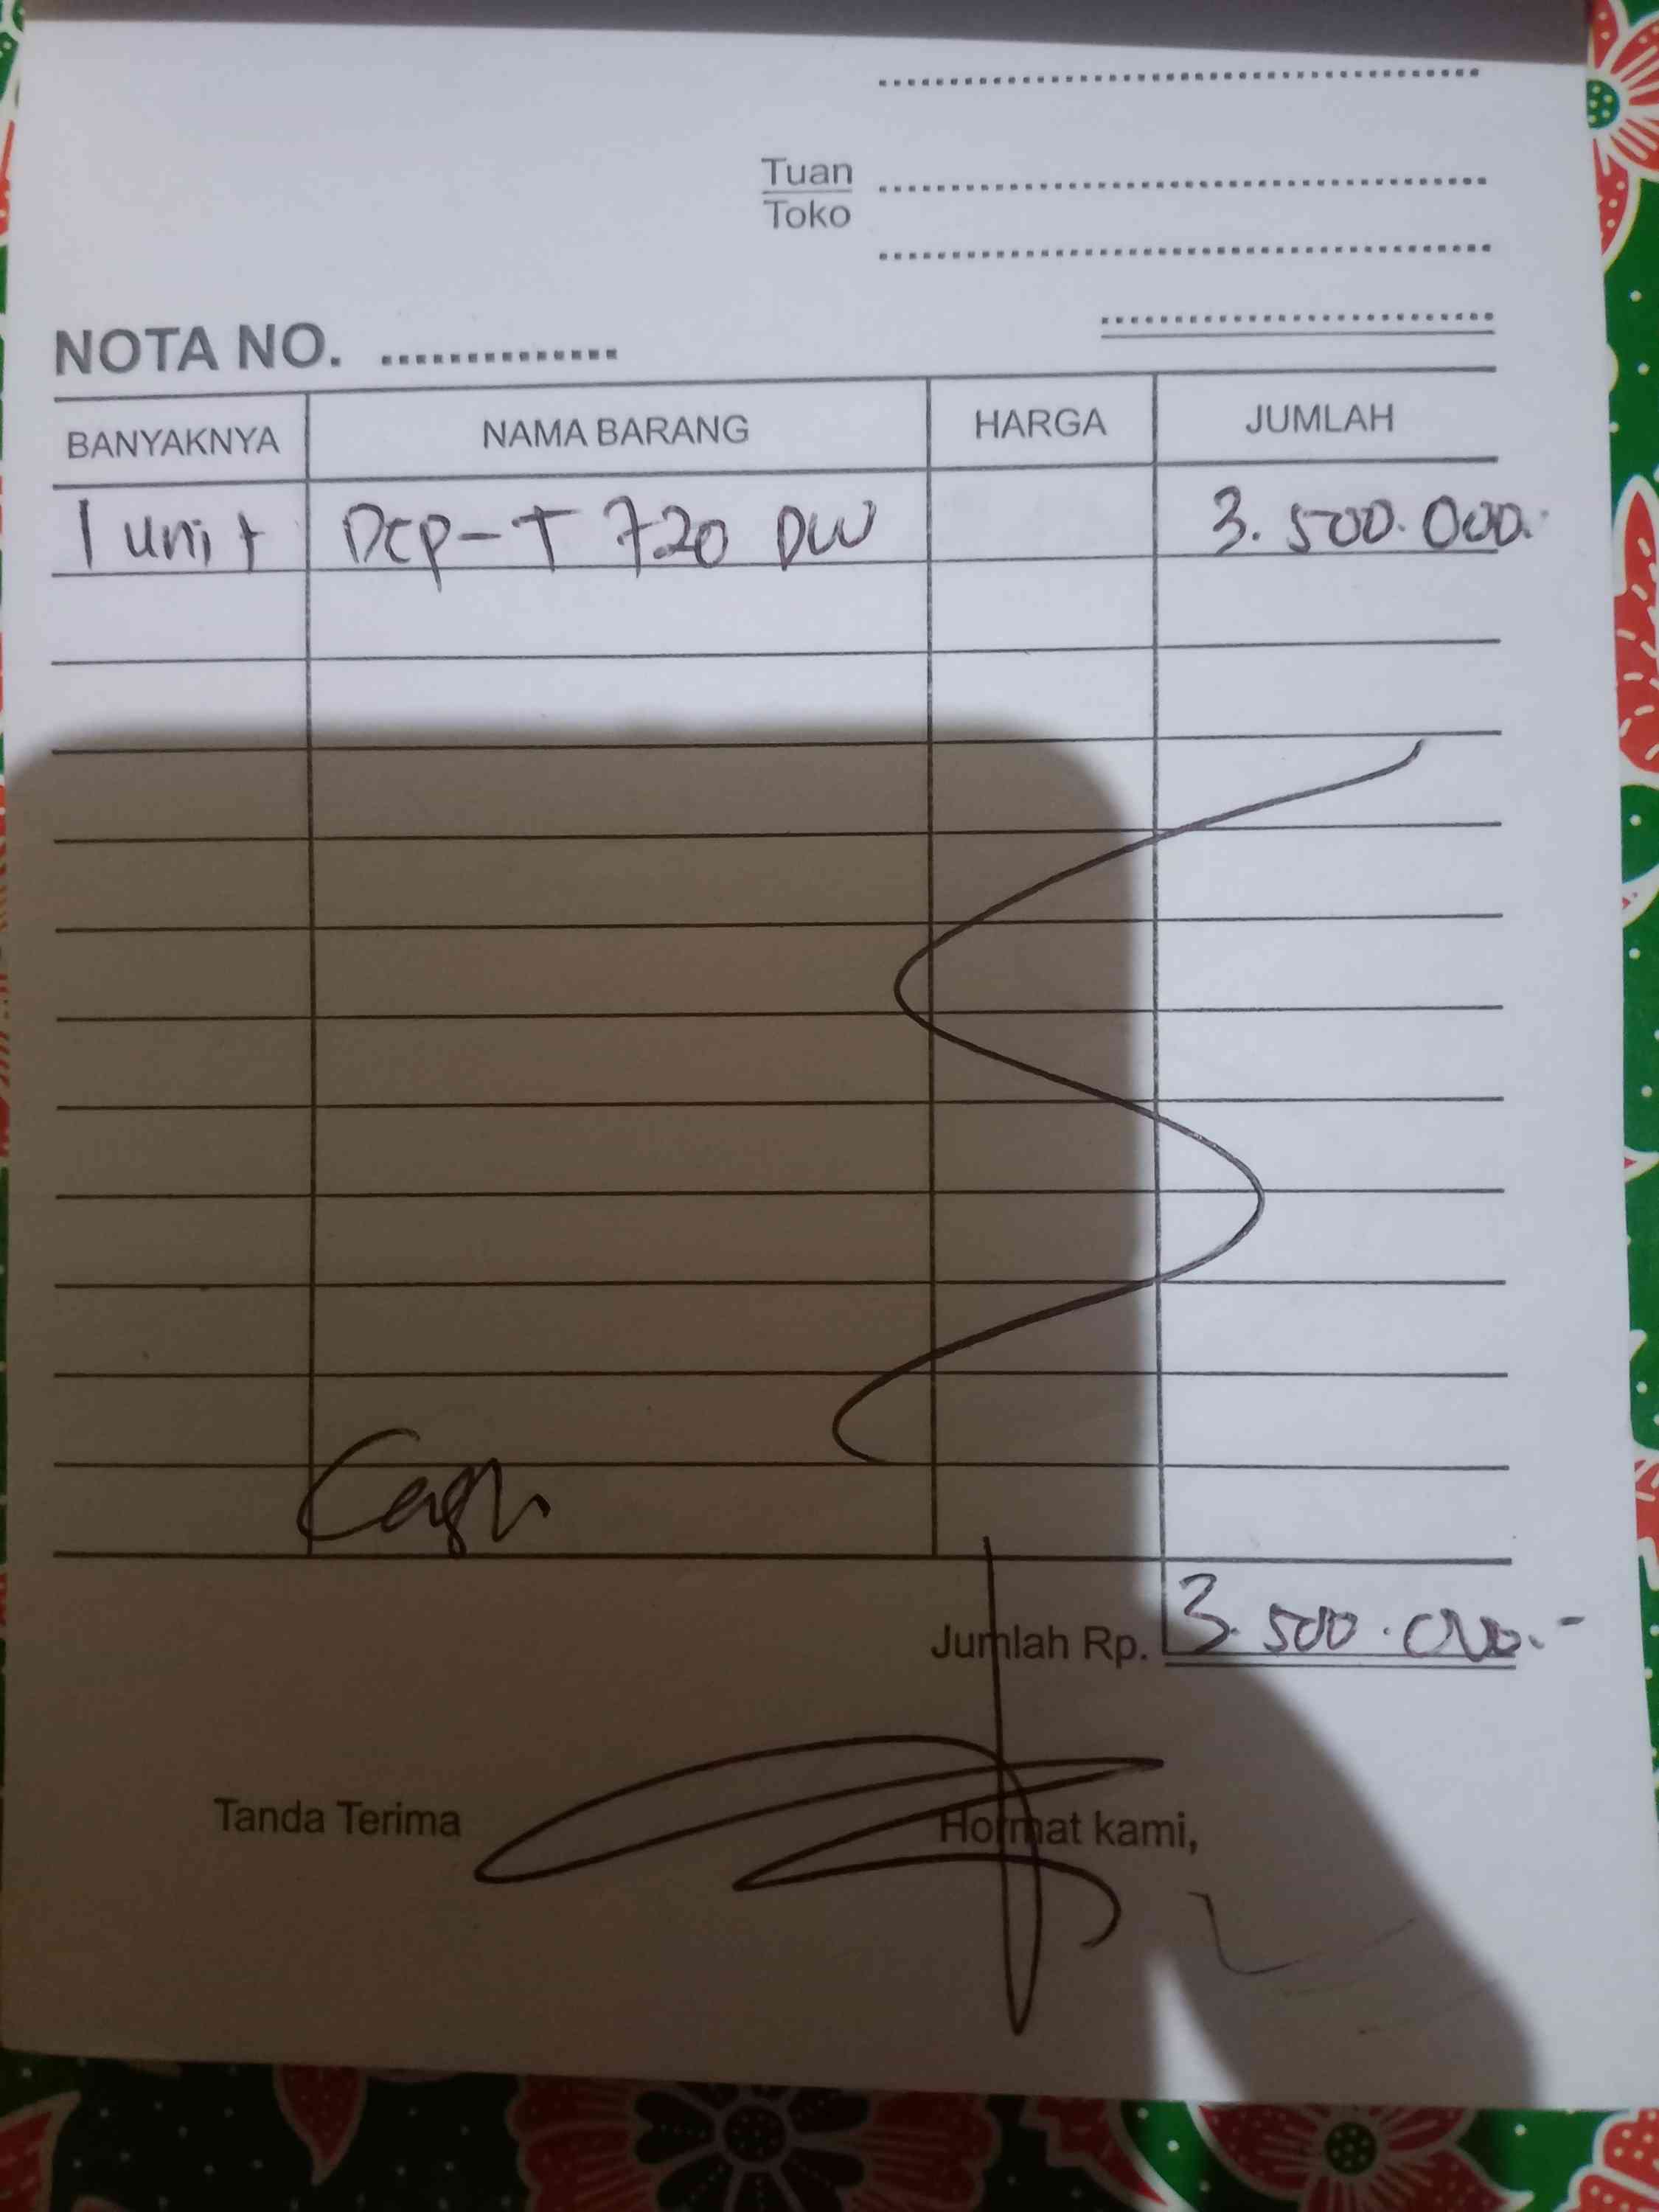 Tuan
Toko
NOTA NO.
BANYAKNYA NAMA BARANG HARGA JUMLAH
1 unit DCP-T 720 DW 3.500.000.-
Cash
Jumlah Rp. 3.500.000.-
Tanda Terima Hormat kami,